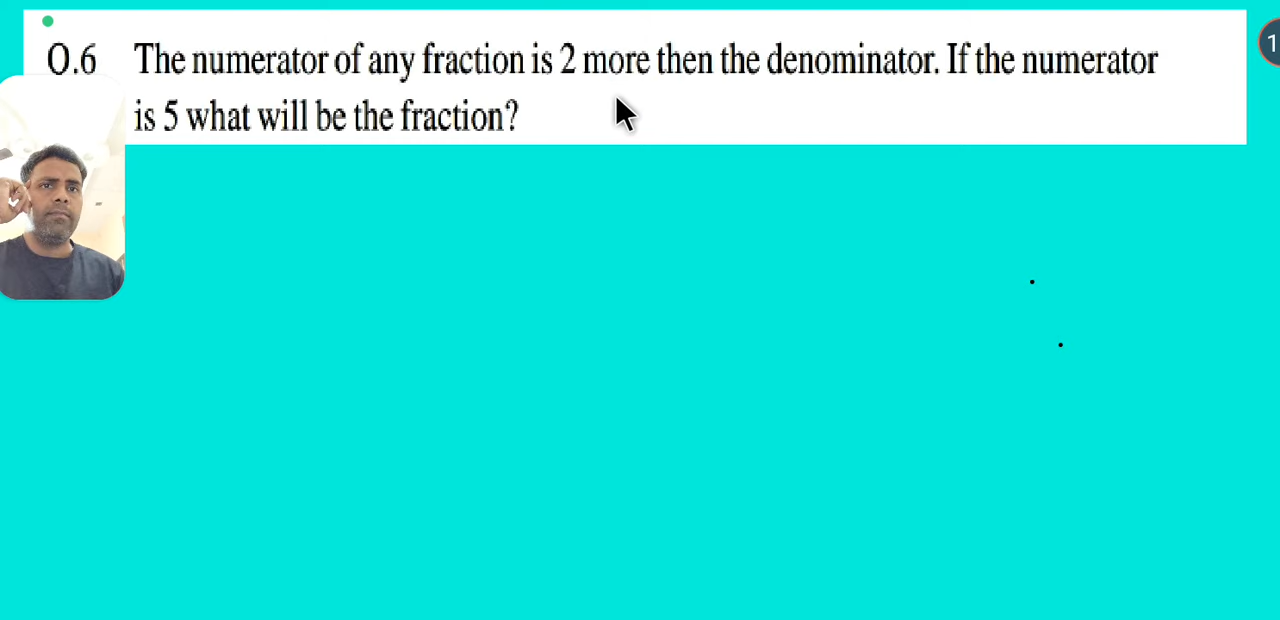 Q.6 The numerator of any fraction is 2 more then the denominator. If the numerator
is 5 what will be the fraction?
1